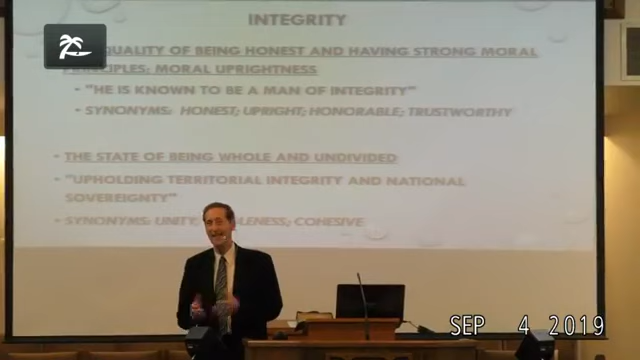 INTEGRITY
QUALITY OF BEING HONEST AND HAVING STRONG MORAL
PRINCIPLES; MORAL UPRIGHTNESS
• "HE IS KNOWN TO BE A MAN OF INTEGRITY"
• SYNONYMS: HONEST; UPRIGHT; HONORABLE; TRUSTWORTHY
• THE STATE OF BEING WHOLE AND UNDIVIDED
• "UPHOLDING TERRITORIAL INTEGRITY AND NATIONAL
SOVEREIGNTY"
• SYNONYMS: UNITY, COHESIVE
SEP 4 2019